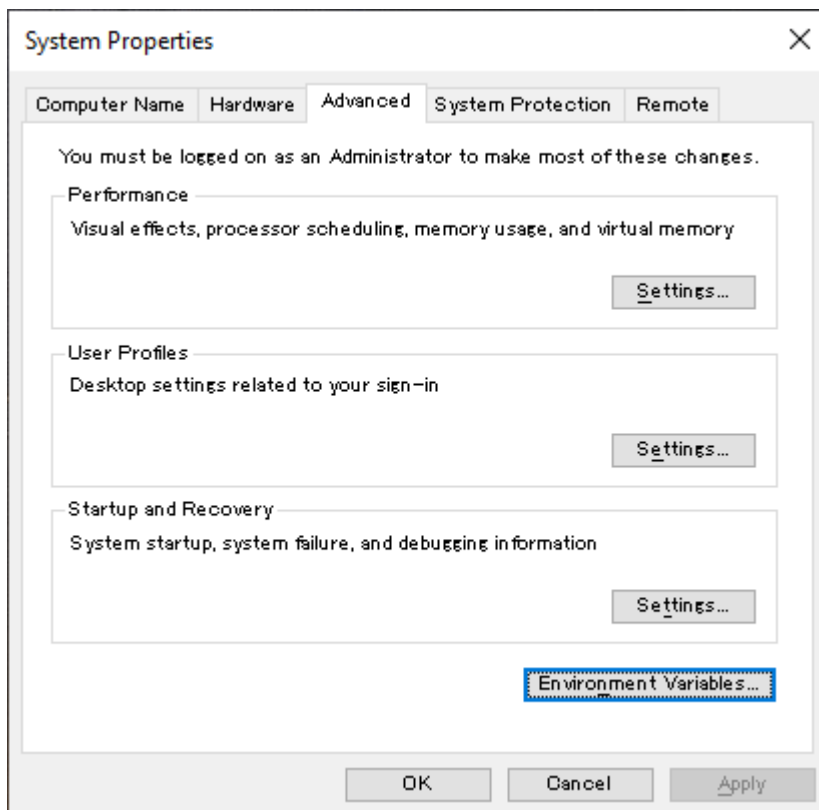 System Properties
Computer Name Hardware Advanced System Protection Remote
You must be logged on as an Administrator to make most of these changes.
Performance
Visual effects, processor scheduling, memory usage, and virtual memory
Settings...
User Profiles
Desktop settings related to your sign-in
Settings...
Startup and Recovery
System startup, system failure, and debugging information
Settings...
Environment Variables...
OK Cancel Apply